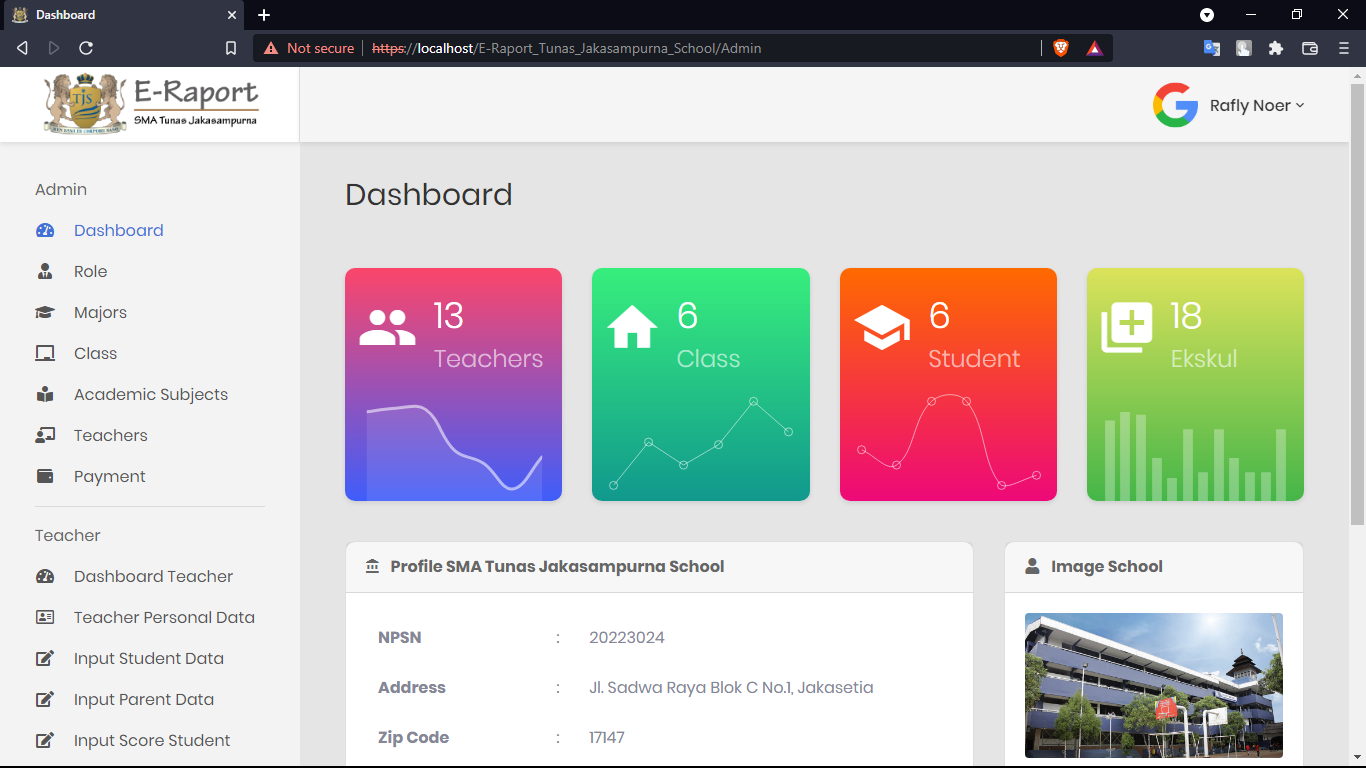 Dashboard
Not secure
https://localhost/E-Raport_Tunas_Jakasampurna_School/Admin
TJS
E-Raport
SMA Tunas Jakasampurna
Rafly Noer
Admin
Dashboard
Role
Majors
Class
Academic Subjects
Teachers
Payment
Teacher
Dashboard Teacher
Teacher Personal Data
Input Student Data
Input Parent Data
Input Score Student
Dashboard
13
Teachers
6
Class
6
Student
18
Ekskul
Profile SMA Tunas Jakasampurna School
NPSN : 20223024
Address : Jl. Sadwa Raya Blok C No.1, Jakasetia
Zip Code : 17147
Image School